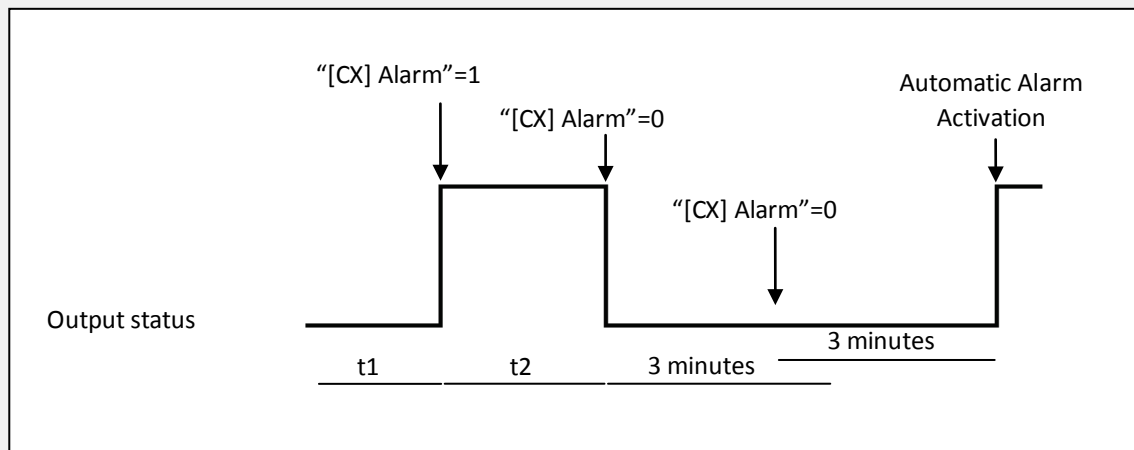 “[CX] Alarm”=1
“[CX] Alarm”=0
Automatic Alarm
Activation
“[CX] Alarm”=0
Output status
3 minutes
t1
t2
3 minutes